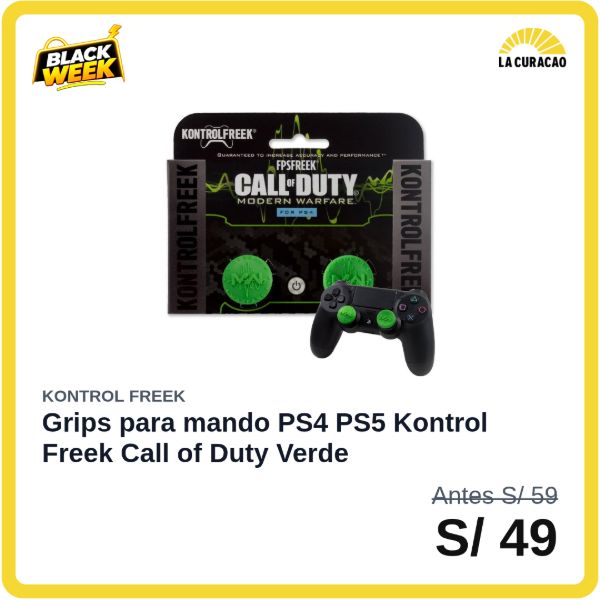 BLACK
WEEK
LA CURACAO
KONTROLFREEK®
GUARANTEED TO INCREASE ACCURACY AND PERFORMANCE.
FPSFREEK
CALL OF DUTY
MODERN WARFARE
FOR PS4
KONTROLFREEK
KONTROLFREEK
KONTROL FREEK
Grips para mando PS4 PS5 Kontrol
Freek Call of Duty Verde
Antes S/ 59
S/ 49